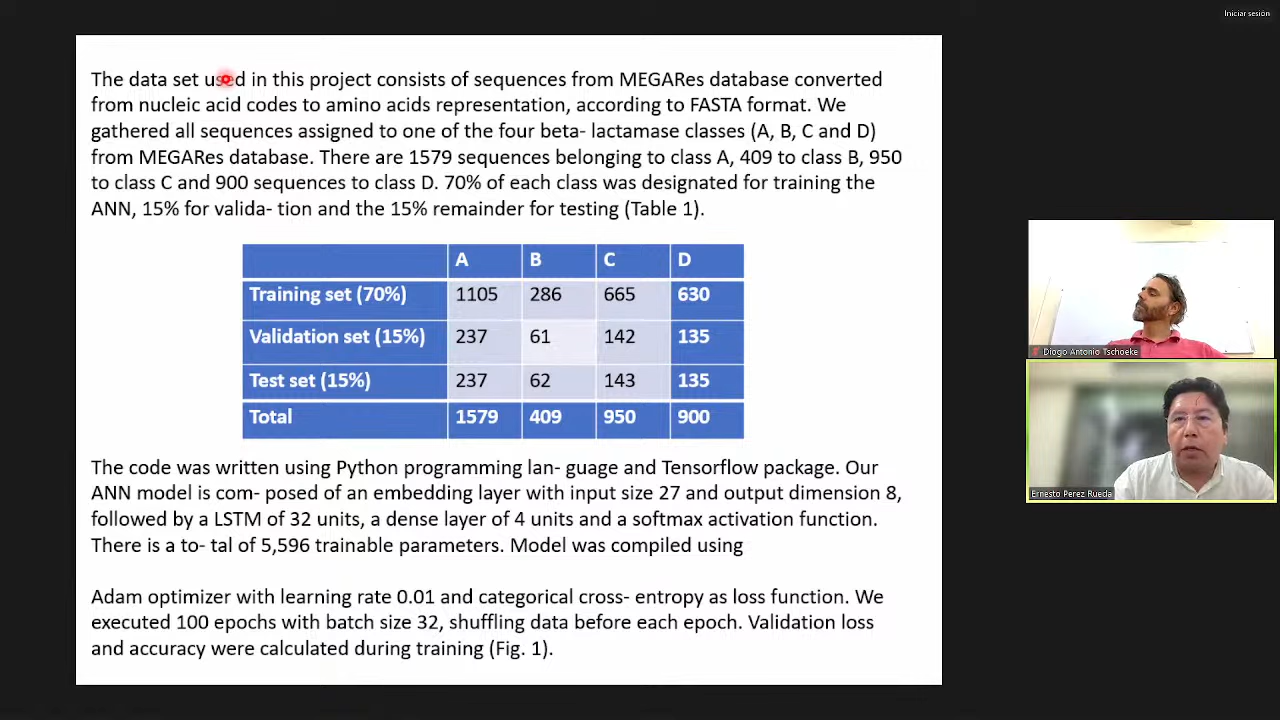 Iniciar sesión
The data set used in this project consists of sequences from MEGARes database converted
from nucleic acid codes to amino acids representation, according to FASTA format. We
gathered all sequences assigned to one of the four beta- lactamase classes (A, B, C and D)
from MEGARes database. There are 1579 sequences belonging to class A, 409 to class B, 950
to class C and 900 sequences to class D. 70% of each class was designated for training the
ANN, 15% for valida- tion and the 15% remainder for testing (Table 1).
A B C D
Training set (70%) 1105 286 665 630
Validation set (15%) 237 61 142 135
Test set (15%) 237 62 143 135
Total 1579 409 950 900
The code was written using Python programming lan- guage and Tensorflow package. Our
ANN model is com- posed of an embedding layer with input size 27 and output dimension 8,
followed by a LSTM of 32 units, a dense layer of 4 units and a softmax activation function.
There is a to- tal of 5,596 trainable parameters. Model was compiled using
Adam optimizer with learning rate 0.01 and categorical cross- entropy as loss function. We
executed 100 epochs with batch size 32, shuffling data before each epoch. Validation loss
and accuracy were calculated during training (Fig. 1).
Diogo Antonio Tschoeke
Ernesto Perez Rueda